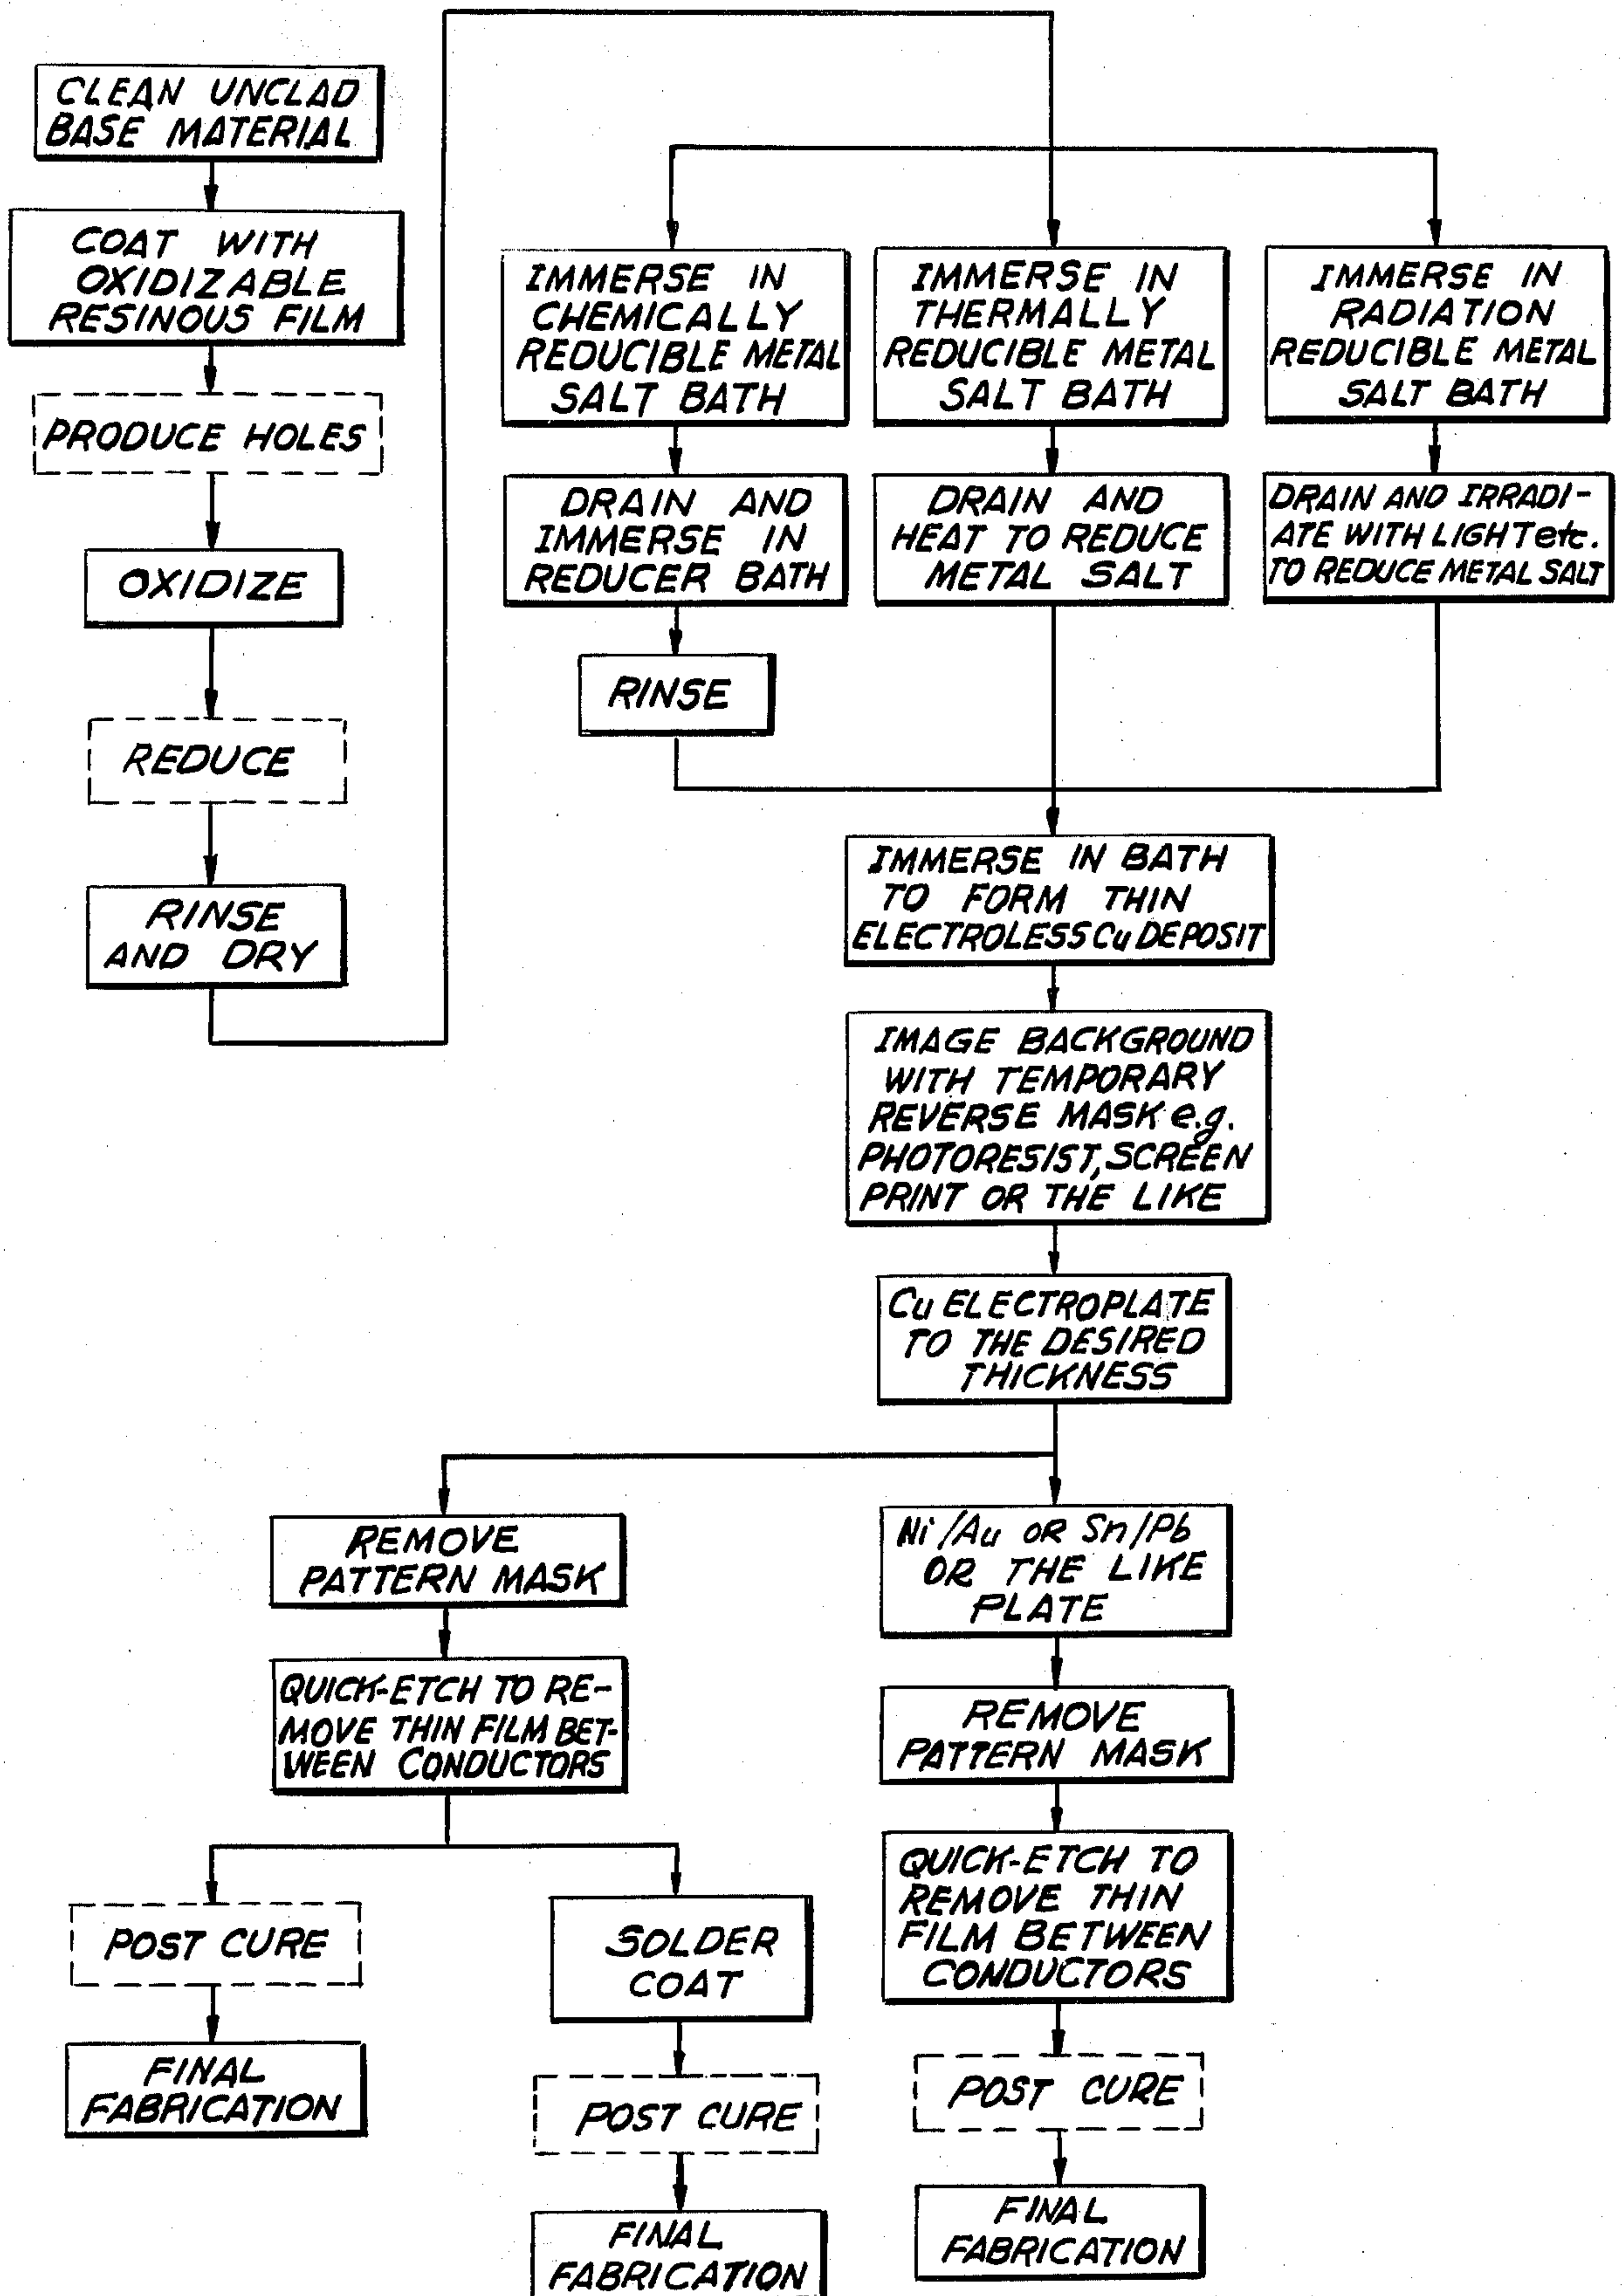 CLEAN UNCLAD
BASE MATERIAL
COAT WITH
OXIDIZABLE
RESINOUS FILM
PRODUCE HOLES
OXIDIZE
REDUCE
RINSE
AND DRY
IMMERSE IN
CHEMICALLY
REDUCIBLE METAL
SALT BATH
DRAIN AND
IMMERSE IN
REDUCER BATH
RINSE
IMMERSE IN
THERMALLY
REDUCIBLE METAL
SALT BATH
DRAIN AND
HEAT TO REDUCE
METAL SALT
IMMERSE IN
RADIATION
REDUCIBLE METAL
SALT BATH
DRAIN AND IRRADI-
ATE WITH LIGHT etc.
TO REDUCE METAL SALT
IMMERSE IN BATH
TO FORM THIN
ELECTROLESS Cu DEPOSIT
IMAGE BACKGROUND
WITH TEMPORARY
REVERSE MASK e.g.
PHOTORESIST, SCREEN
PRINT OR THE LIKE
Cu ELECTROPLATE
TO THE DESIRED
THICKNESS
REMOVE
PATTERN MASK
QUICK-ETCH TO RE-
MOVE THIN FILM BET-
WEEN CONDUCTORS
POST CURE
FINAL
FABRICATION
SOLDER
COAT
POST CURE
FINAL
FABRICATION
Ni/Au OR Sn/Pb
OR THE LIKE
PLATE
REMOVE
PATTERN MASK
QUICK-ETCH TO
REMOVE THIN
FILM BETWEEN
CONDUCTORS
POST CURE
FINAL
FABRICATION